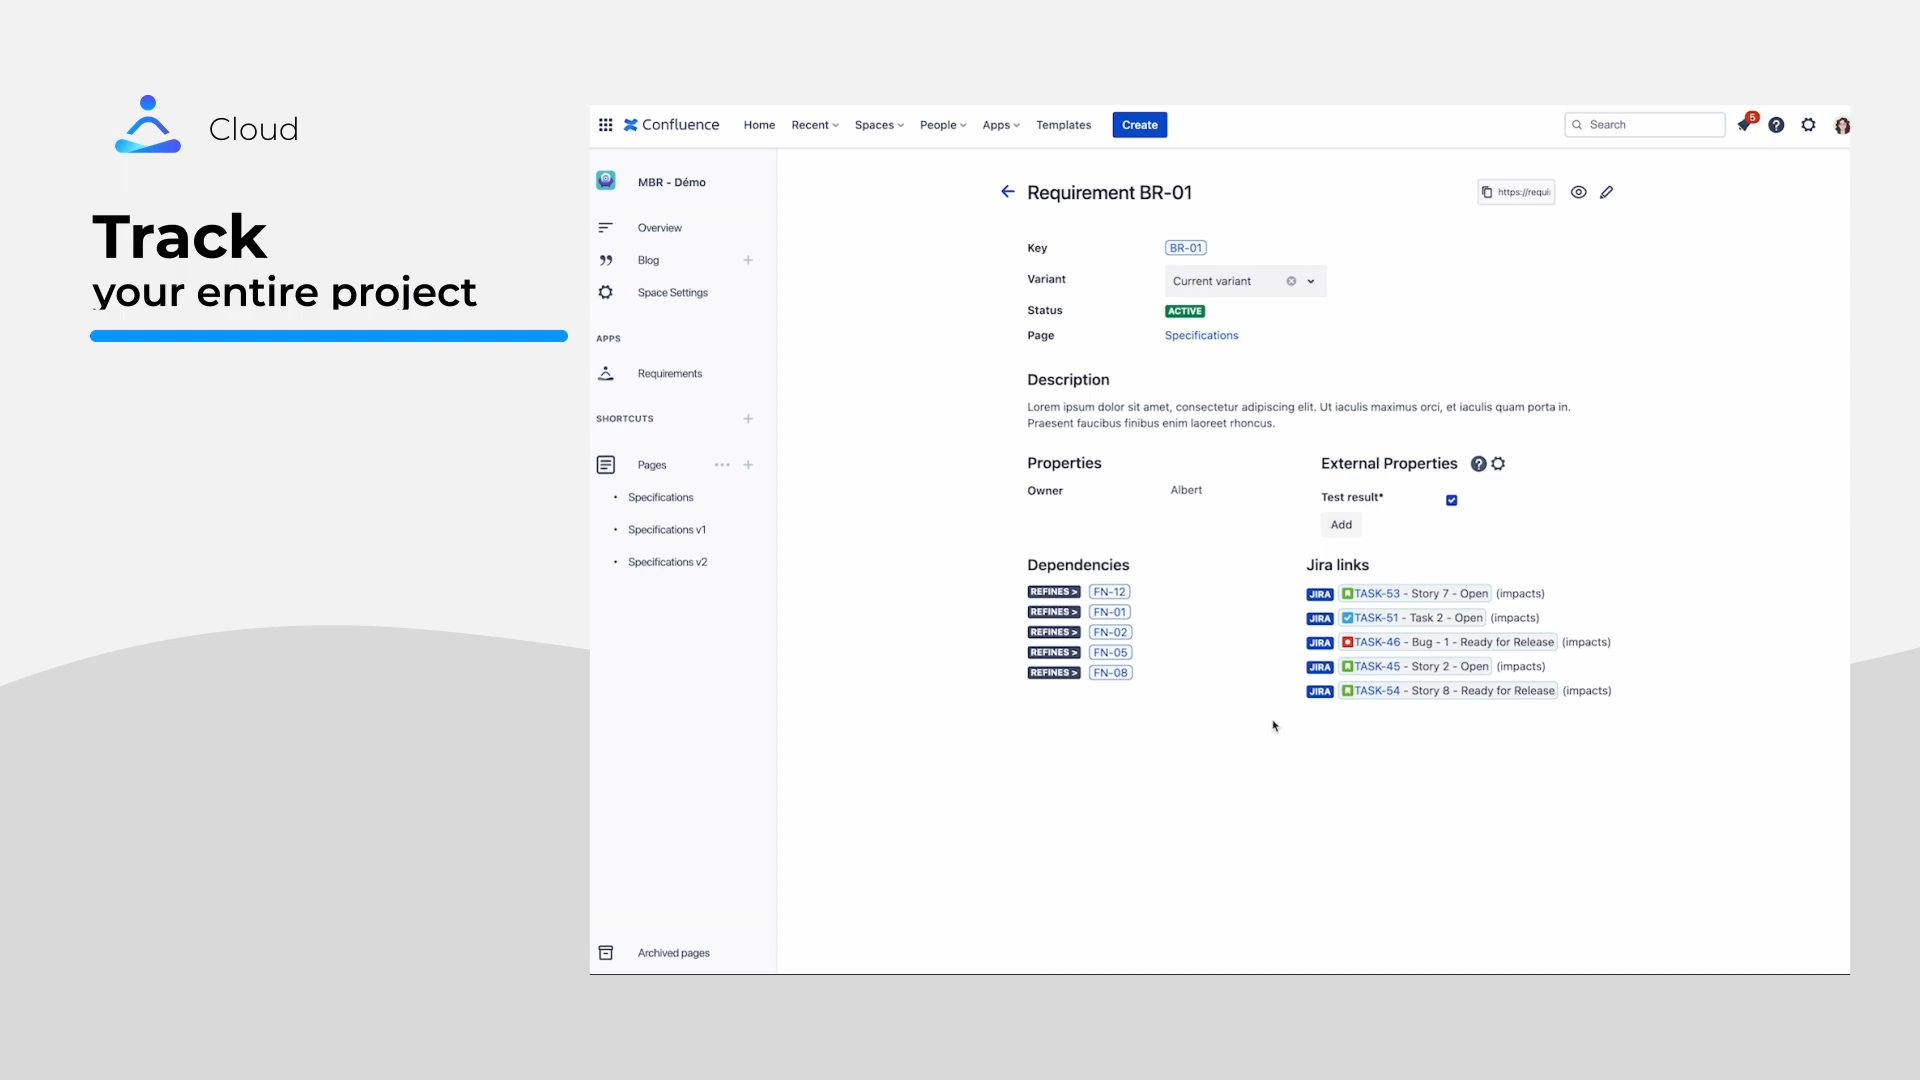 Cloud
Track
your entire project
Confluence Home Recent Spaces People Apps Templates Create Search 5
MBR - Démo
Overview
Blog
Space Settings
APPS
Requirements
SHORTCUTS
Pages
Specifications
Specifications v1
Specifications v2
Archived pages
Requirement BR-01 https://requi
Key BR-01
Variant Current variant
Status ACTIVE
Page Specifications
Description
Lorem ipsum dolor sit amet, consectetur adipiscing elit. Ut iaculis maximus orci, et iaculis quam porta in.
Praesent faucibus finibus enim laoreet rhoncus.
Properties
Owner Albert
External Properties
Test result*
Add
Dependencies
REFINES > FN-12
REFINES > FN-01
REFINES > FN-02
REFINES > FN-05
REFINES > FN-08
Jira links
JIRA TASK-53 - Story 7 - Open (impacts)
JIRA TASK-51 - Task 2 - Open (impacts)
JIRA TASK-46 - Bug - 1 - Ready for Release (impacts)
JIRA TASK-45 - Story 2 - Open (impacts)
JIRA TASK-54 - Story 8 - Ready for Release (impacts)